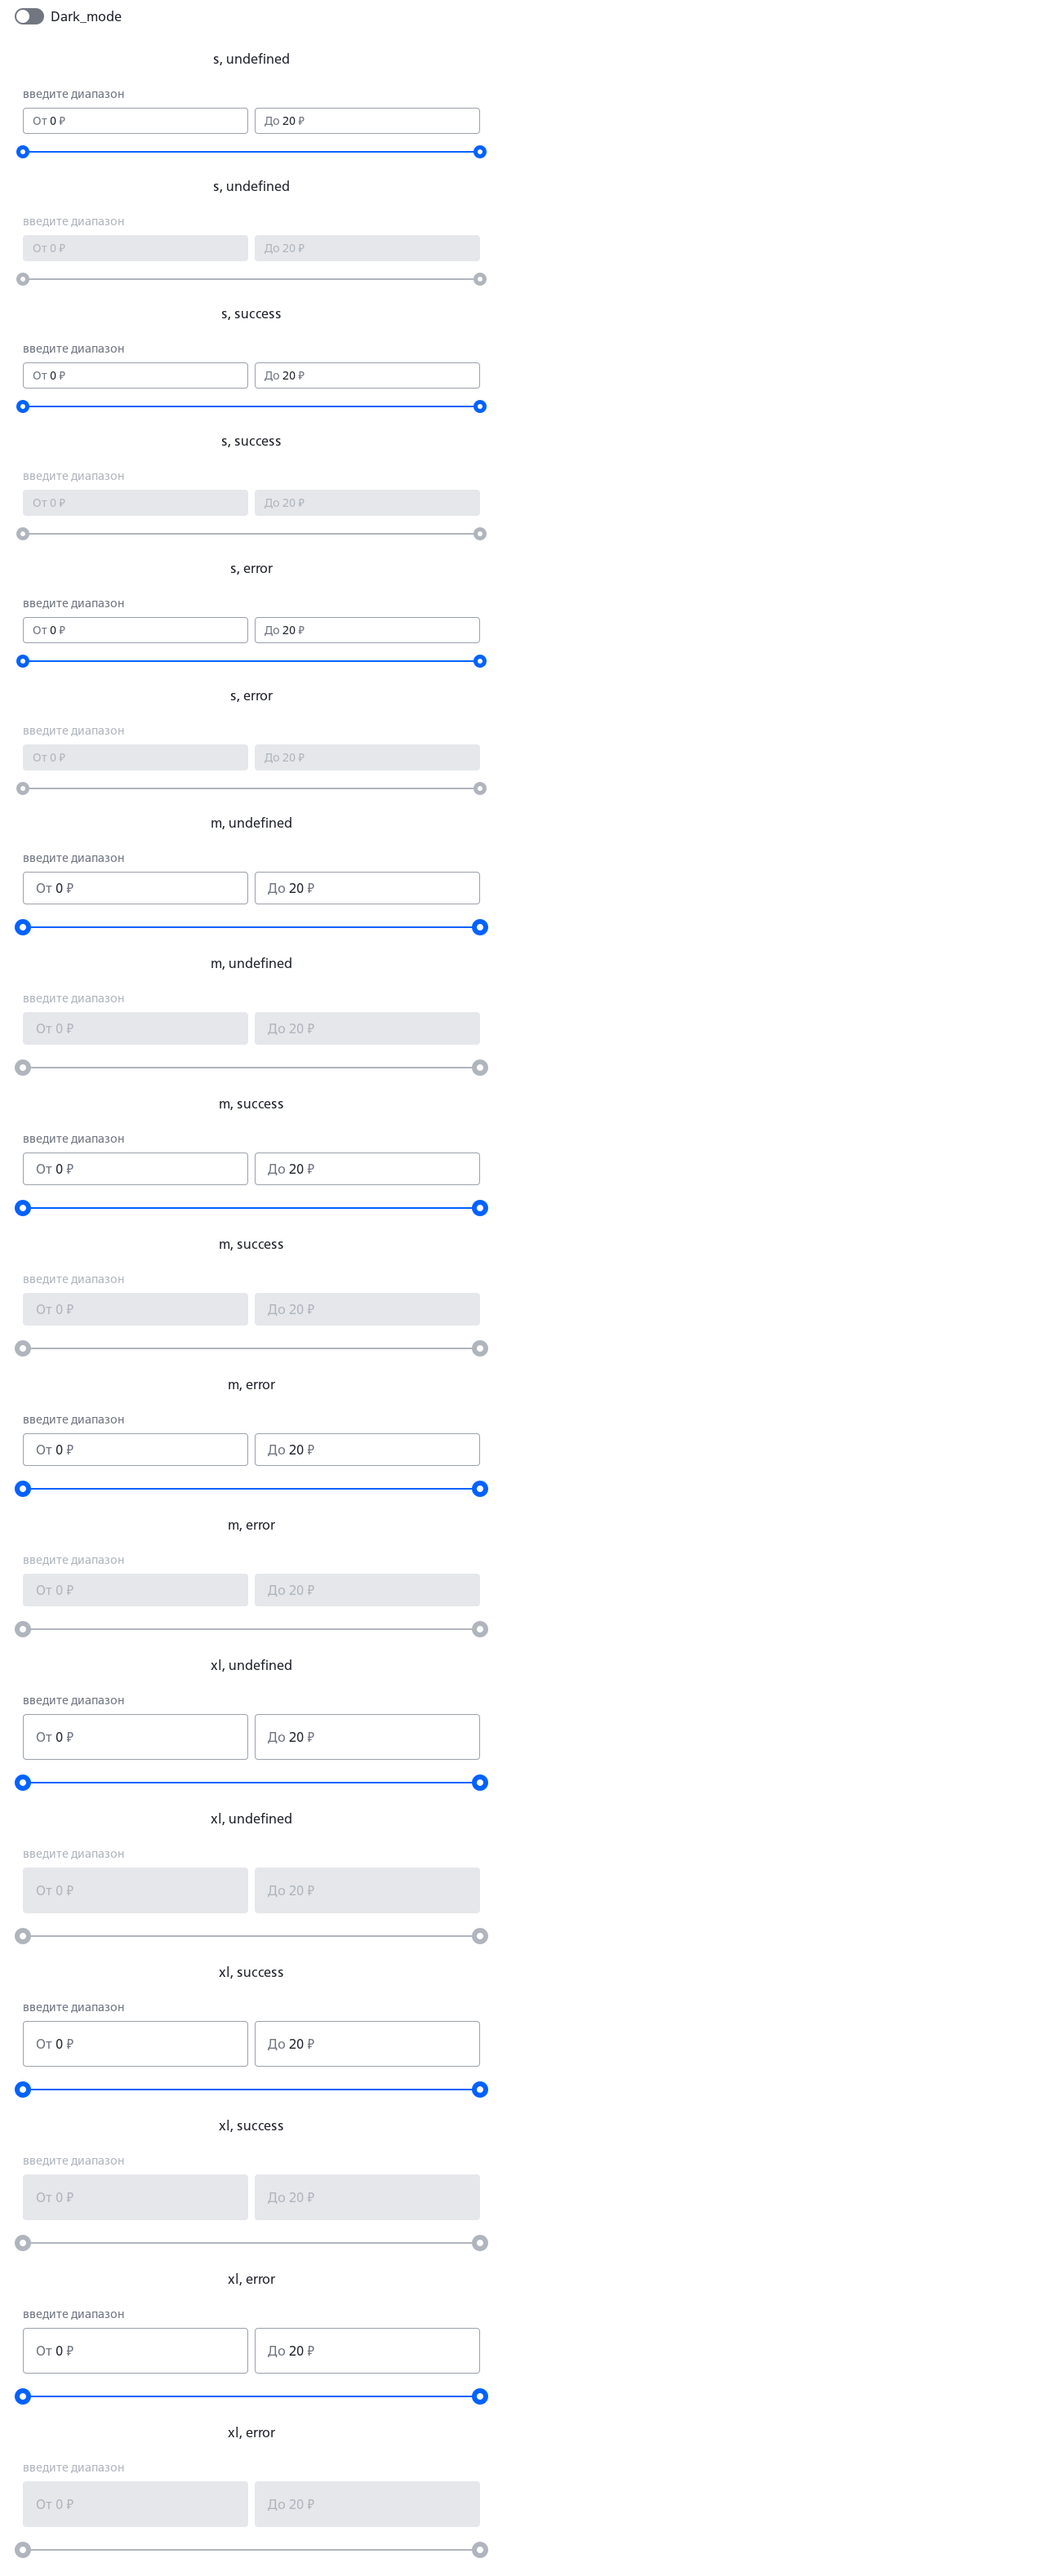 Dark_mode
s, undefined
введите диапазон
От 0 ₽ До 20 ₽
s, undefined
введите диапазон
От 0 ₽ До 20 ₽
s, success
введите диапазон
От 0 ₽ До 20 ₽
s, success
введите диапазон
От 0 ₽ До 20 ₽
s, error
введите диапазон
От 0 ₽ До 20 ₽
s, error
введите диапазон
От 0 ₽ До 20 ₽
m, undefined
введите диапазон
От 0 ₽ До 20 ₽
m, undefined
введите диапазон
От 0 ₽ До 20 ₽
m, success
введите диапазон
От 0 ₽ До 20 ₽
m, success
введите диапазон
От 0 ₽ До 20 ₽
m, error
введите диапазон
От 0 ₽ До 20 ₽
m, error
введите диапазон
От 0 ₽ До 20 ₽
xl, undefined
введите диапазон
От 0 ₽ До 20 ₽
xl, undefined
введите диапазон
От 0 ₽ До 20 ₽
xl, success
введите диапазон
От 0 ₽ До 20 ₽
xl, success
введите диапазон
От 0 ₽ До 20 ₽
xl, error
введите диапазон
От 0 ₽ До 20 ₽
xl, error
введите диапазон
От 0 ₽ До 20 ₽